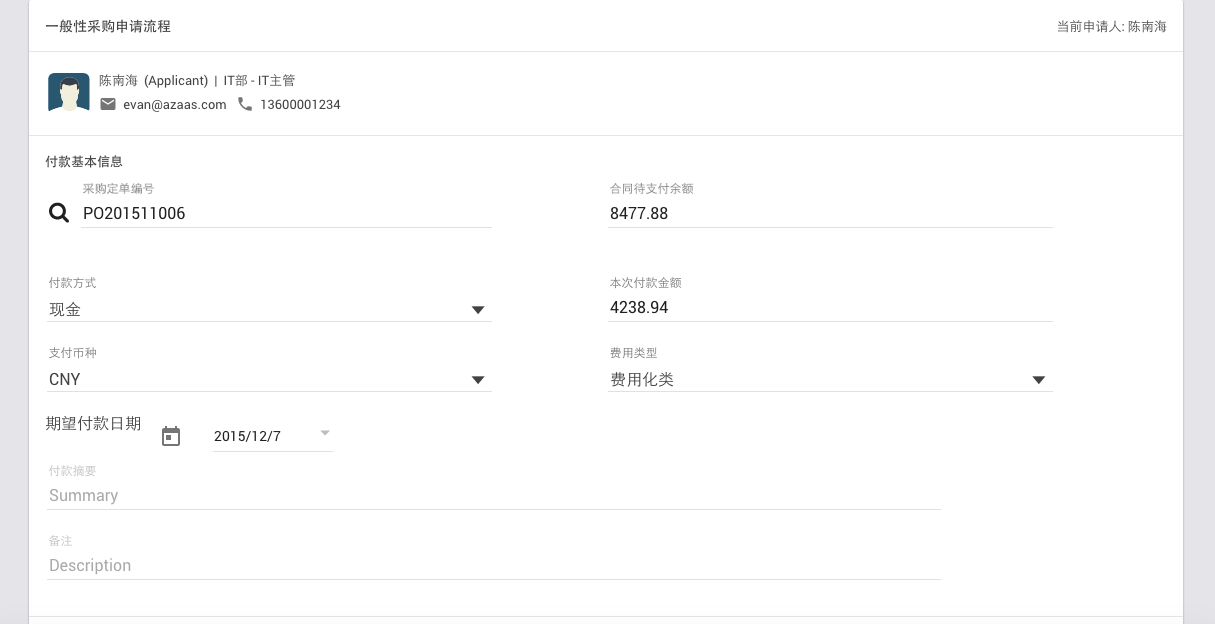 一般性采购申请流程
当前申请人: 陈南海
陈南海 (Applicant) | IT部 - IT主管
evan@azaas.com 13600001234
付款基本信息
采购定单编号
合同待支付余额
PO201511006
8477.88
付款方式
本次付款金额
现金
4238.94
支付币种
费用类型
CNY
费用化类
期望付款日期
2015/12/7
付款摘要
Summary
备注
Description